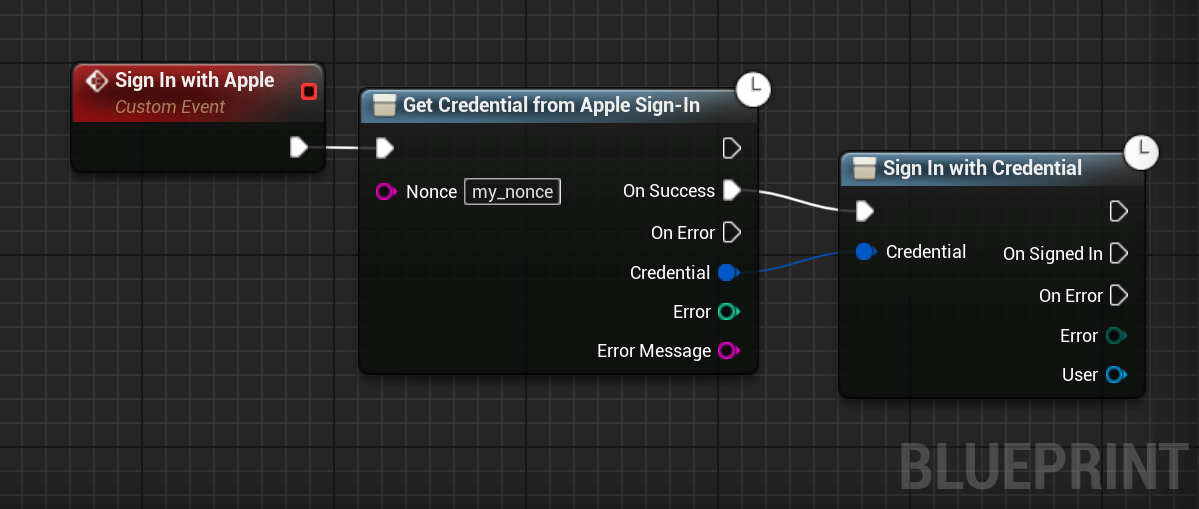 Sign In with Apple
Custom Event
Get Credential from Apple Sign-In
Nonce my_nonce
On Success
On Error
Credential
Error
Error Message
Sign In with Credential
Credential
On Signed In
On Error
Error
User
BLUEPRINT